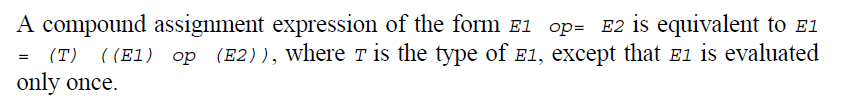 A compound assignment expression of the form E1 op= E2 is equivalent to E1
= (T) ((E1) op (E2)), where T is the type of E1, except that E1 is evaluated
only once.